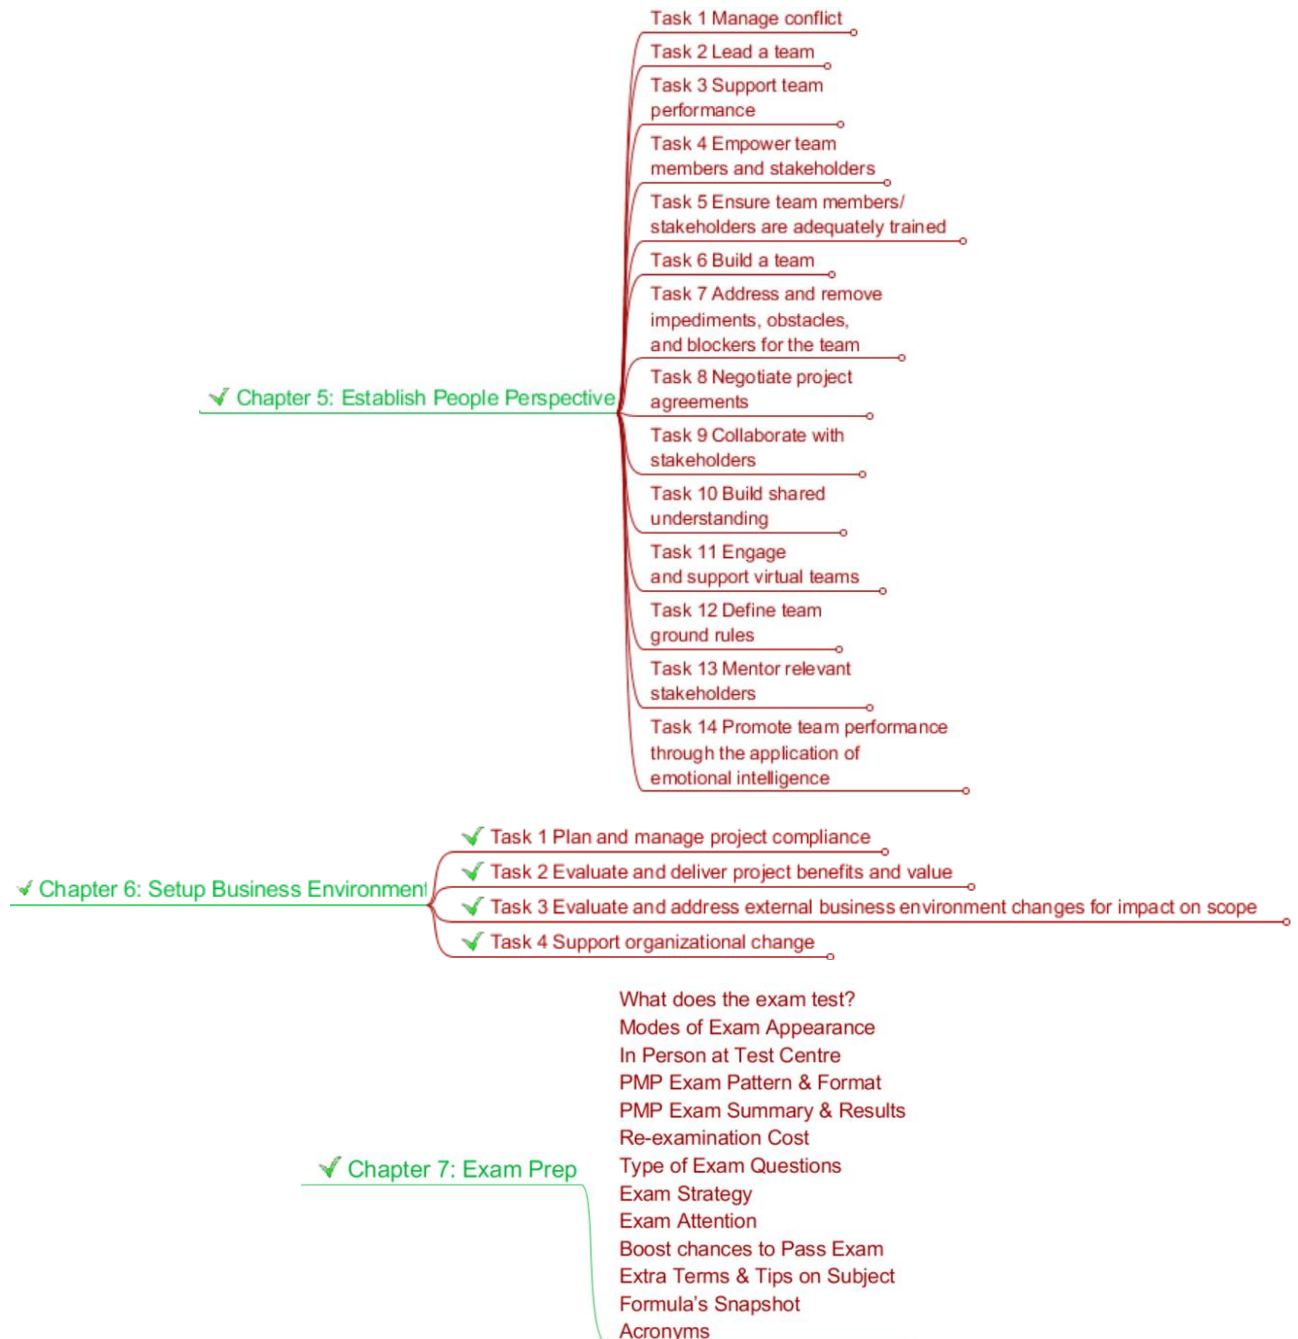 Task 1 Manage conflict
Task 2 Lead a team
Task 3 Support team
performance
Task 4 Empower team
members and stakeholders
Task 5 Ensure team members/
stakeholders are adequately trained
Task 6 Build a team
Task 7 Address and remove
impediments, obstacles,
and blockers for the team
Chapter 5: Establish People Perspective
Task 8 Negotiate project
agreements
Task 9 Collaborate with
stakeholders
Task 10 Build shared
understanding
Task 11 Engage
and support virtual teams
Task 12 Define team
ground rules
Task 13 Mentor relevant
stakeholders
Task 14 Promote team performance
through the application of
emotional intelligence
Chapter 6: Setup Business Environment
Task 1 Plan and manage project compliance
Task 2 Evaluate and deliver project benefits and value
Task 3 Evaluate and address external business environment changes for impact on scope
Task 4 Support organizational change
Chapter 7: Exam Prep
What does the exam test?
Modes of Exam Appearance
In Person at Test Centre
PMP Exam Pattern & Format
PMP Exam Summary & Results
Re-examination Cost
Type of Exam Questions
Exam Strategy
Exam Attention
Boost chances to Pass Exam
Extra Terms & Tips on Subject
Formula's Snapshot
Acronyms